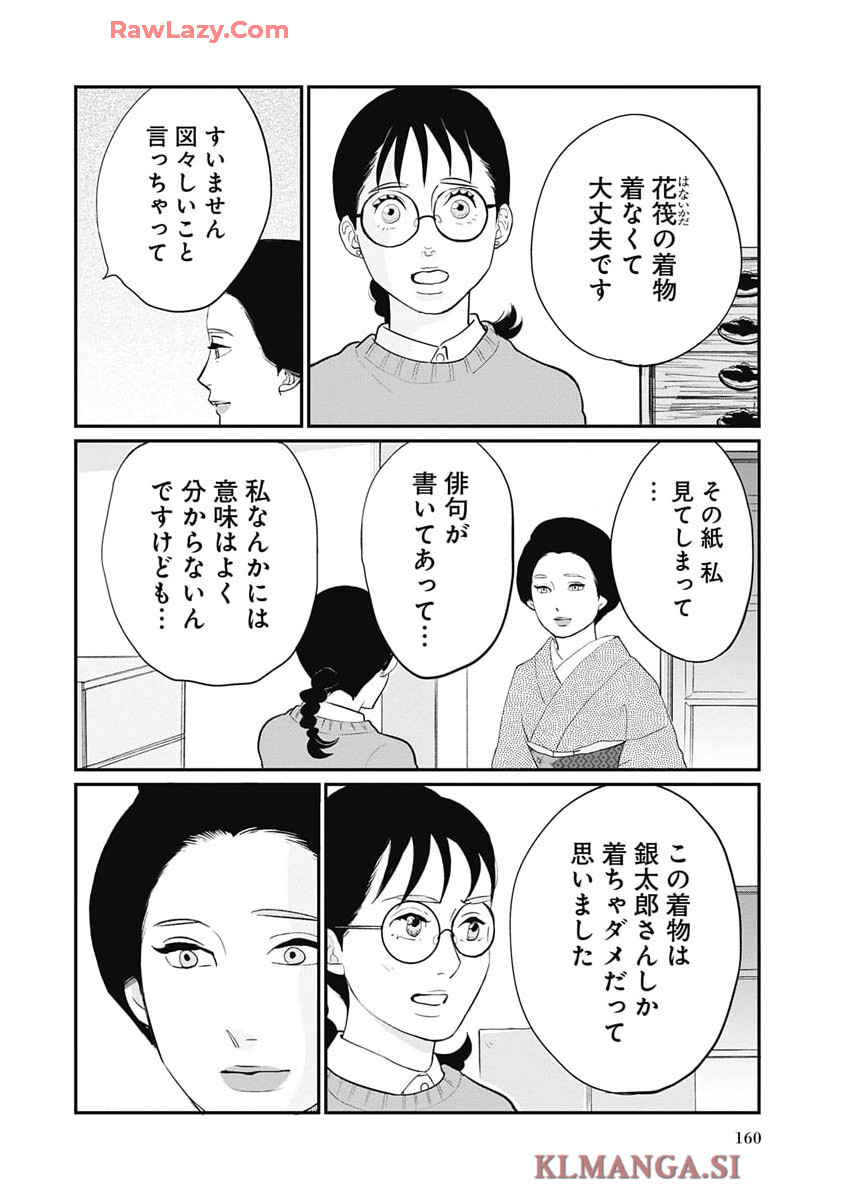 RawLazy.Com
花筏の着物
はないかだ
着なくて
大丈夫です
すいません
図々しいこと
言っちゃって
その紙 私
見てしまって
…
俳句が
書いてあって…
私なんかには
意味はよく
分からないん
ですけども…
この着物は
銀太郎さんしか
着ちゃダメだって
思いました
160
KLMANGA.SI